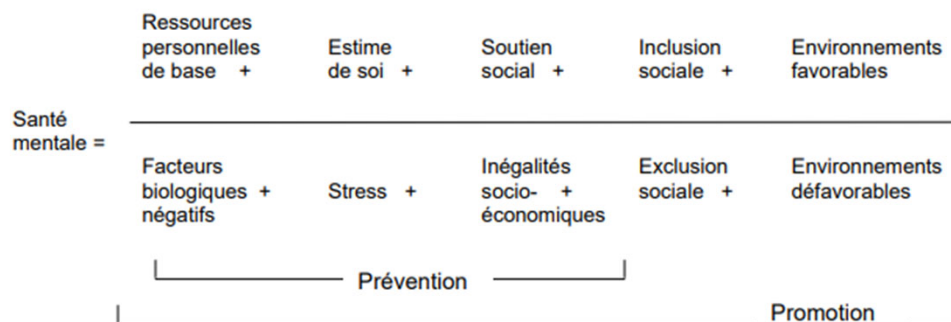 Ressources
personnelles Estime Soutien Inclusion Environnements
de base + de soi + social + sociale + favorables
Santé
mentale =
Facteurs Inégalités Exclusion Environnements
biologiques + Stress + socio- + sociale + défavorables
négatifs économiques
Prévention
Promotion